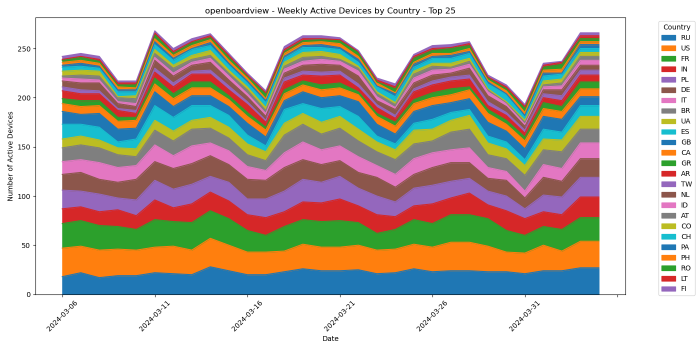 openboardview - Weekly Active Devices by Country - Top 25
Number of Active Devices
250
200
150
100
50
0
2024-03-06
2024-03-11
2024-03-16
2024-03-21
2024-03-26
2024-03-31
Date
Country
RU
US
FR
IN
PL
DE
IT
BR
UA
ES
GB
CA
GR
AR
TW
NL
ID
AT
CO
CH
PA
PH
RO
LT
FI